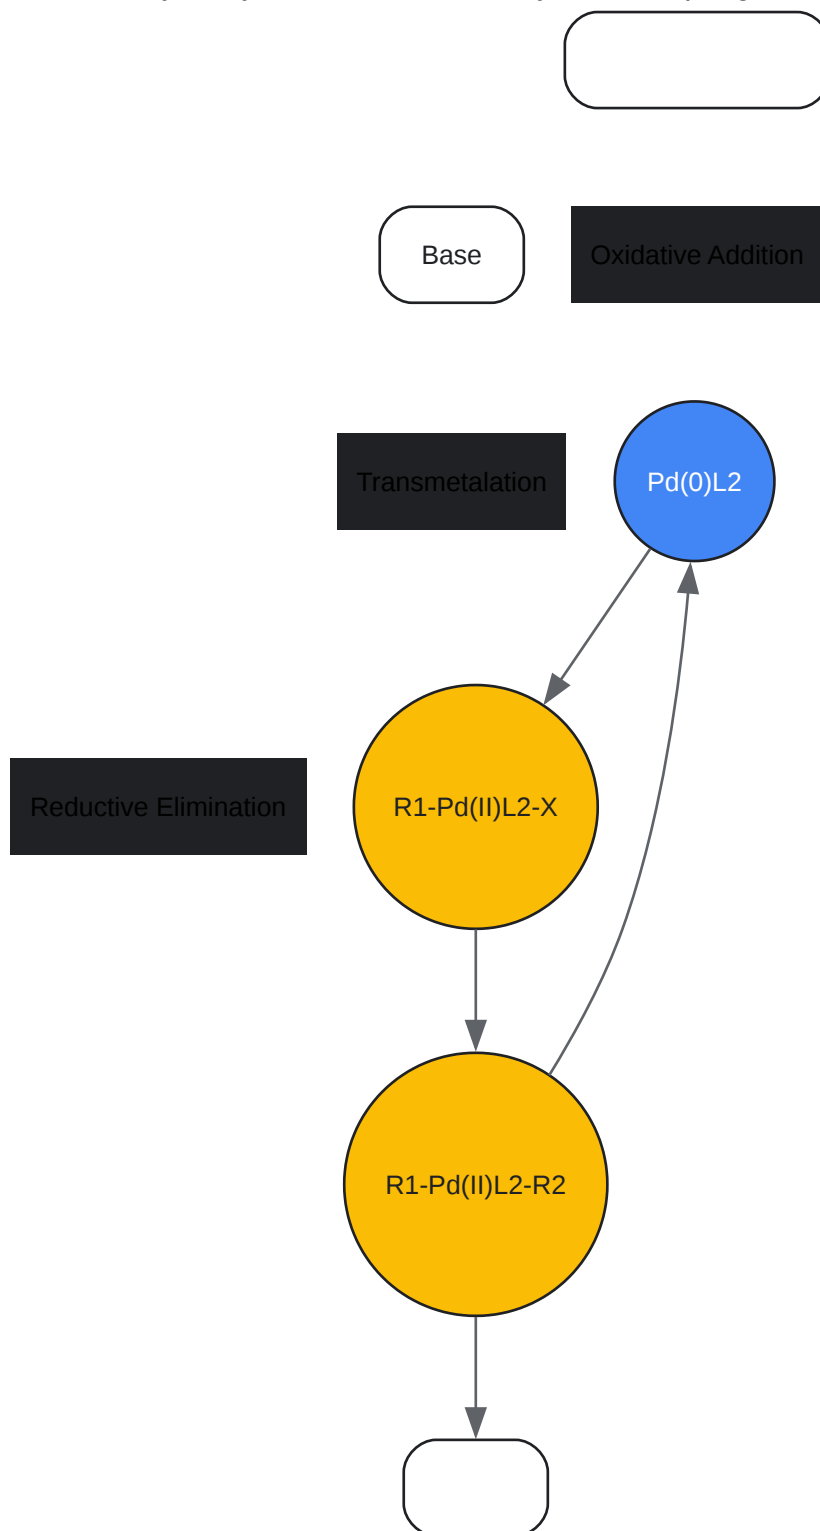 Base
Oxidative Addition
Transmetalation
Pd(0)L2
Reductive Elimination
R1-Pd(II)L2-X
R1-Pd(II)L2-R2